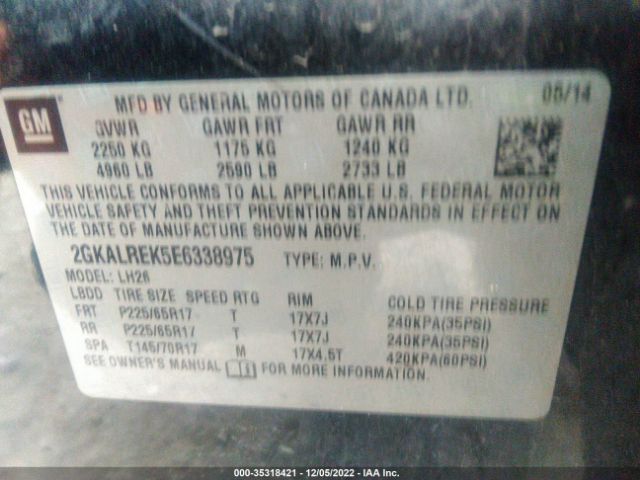 GM
MFD BY GENERAL MOTORS OF CANADA LTD. 05/14
GVWR GAWR FRT GAWR RR
2250 KG 1175 KG 1240 KG
4960 LB 2590 LB 2733 LB
THIS VEHICLE CONFORMS TO ALL APPLICABLE U.S. FEDERAL MOTOR
VEHICLE SAFETY AND THEFT PREVENTION STANDARDS IN EFFECT ON
THE DATE OF MANUFACTURE SHOWN ABOVE.
2GKALREK5E6338975 TYPE: M.P.V.
MODEL: LH26
LBDD TIRE SIZE SPEED RTG RIM COLD TIRE PRESSURE
FRT P225/65R17 T 17X7J 240KPA(35PSI)
RR P225/65R17 T 17X7J 240KPA(35PSI)
SPA T145/70R17 M 17X4.5T 420KPA(60PSI)
SEE OWNER'S MANUAL FOR MORE INFORMATION.
000-35318421 - 12/05/2022 - IAA Inc.